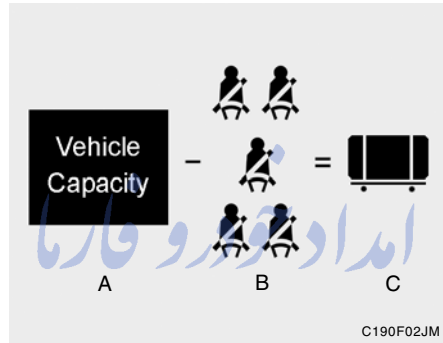 Vehicle
Capacity
–
=
امداد خودرو فارما
A
B
C
C190F02JM